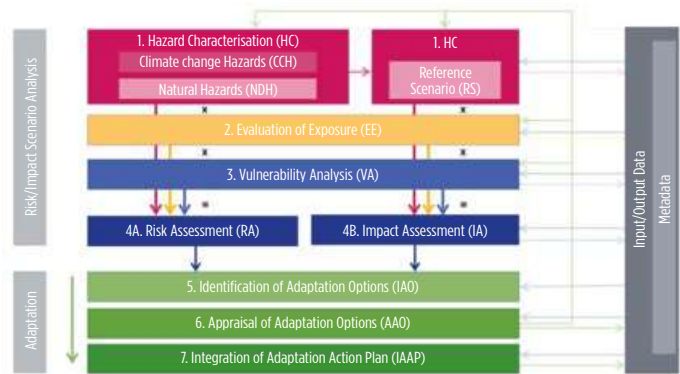 1. Hazard Characterisation (HC)
Climate change Hazards (CCH)
Natural Hazards (NDH)
1. HC
Reference
Scenario (RS)
x
x
2. Evaluation of Exposure (EE)
x
x
3. Vulnerability Analysis (VA)
=
=
4A. Risk Assessment (RA)
4B. Impact Assessment (IA)
5. Identification of Adaptation Options (IAO)
6. Appraisal of Adaptation Options (AAO)
7. Integration of Adaptation Action Plan (IAAP)
Risk/Impact Scenario Analysis
Adaptation
Input/Output Data
Metadata